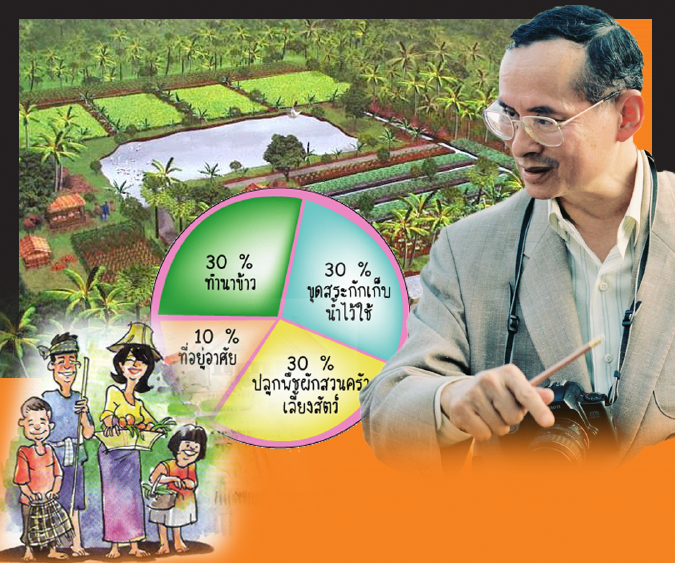 30 %
ทำนาข้าว
30 %
ขุดสระกักเก็บ
น้ำไว้ใช้
10 %
ที่อยู่อาศัย
30 %
ปลูกพืชผักสวนครัว
เลี้ยงสัตว์